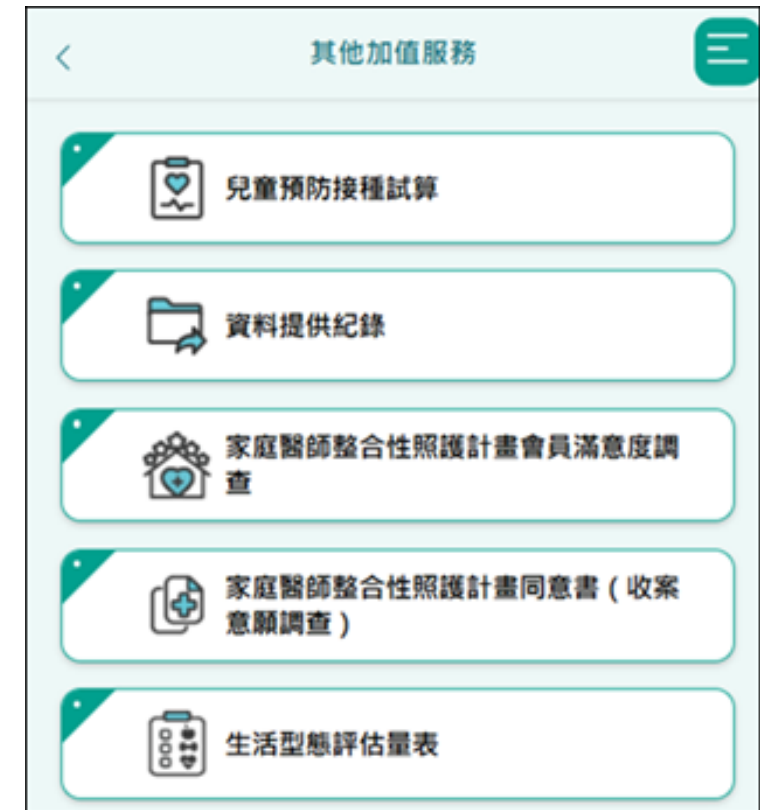 其他加值服務
兒童預防接種試算
資料提供紀錄
家庭醫師整合性照護計畫會員滿意度調
查
家庭醫師整合性照護計畫同意書(收案
意願調查)
生活型態評估量表